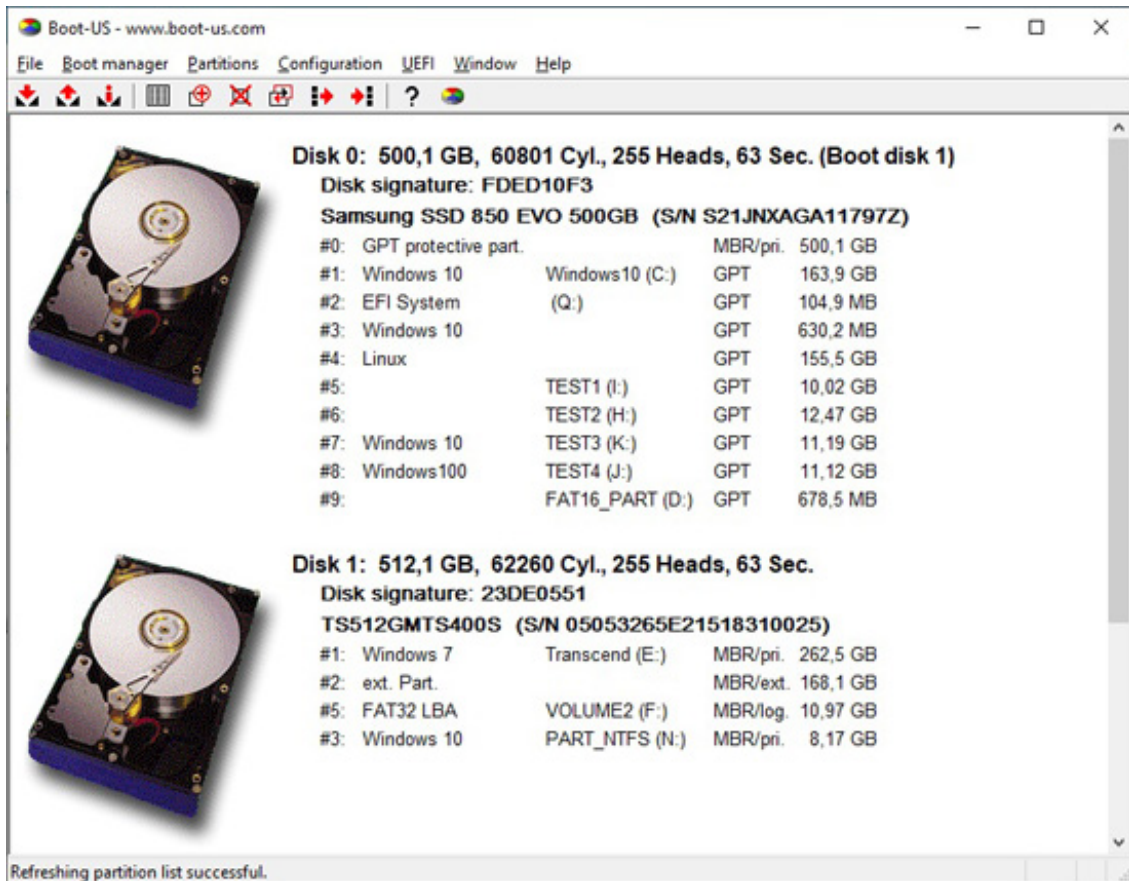 Boot-US - www.boot-us.com
File Boot manager Partitions Configuration UEFI Window Help
Disk 0: 500,1 GB, 60801 Cyl., 255 Heads, 63 Sec. (Boot disk 1)
Disk signature: FDED10F3
Samsung SSD 850 EVO 500GB (S/N S21JNXAGA11797Z)
#0: GPT protective part. MBR/pri. 500,1 GB
#1: Windows 10 Windows10 (C:) GPT 163,9 GB
#2: EFI System (Q:) GPT 104,9 MB
#3: Windows 10 GPT 630,2 MB
#4: Linux GPT 155,5 GB
#5: TEST1 (I:) GPT 10,02 GB
#6: TEST2 (H:) GPT 12,47 GB
#7: Windows 10 TEST3 (K:) GPT 11,19 GB
#8: Windows100 TEST4 (J:) GPT 11,12 GB
#9: FAT16_PART (D:) GPT 678,5 MB
Disk 1: 512,1 GB, 62260 Cyl., 255 Heads, 63 Sec.
Disk signature: 23DE0551
TS512GMTS400S (S/N 05053265E21518310025)
#1: Windows 7 Transcend (E:) MBR/pri. 262,5 GB
#2: ext. Part. MBR/ext. 168,1 GB
#5: FAT32 LBA VOLUME2 (F:) MBR/log. 10,97 GB
#3: Windows 10 PART_NTFS (N:) MBR/pri. 8,17 GB
Refreshing partition list successful.